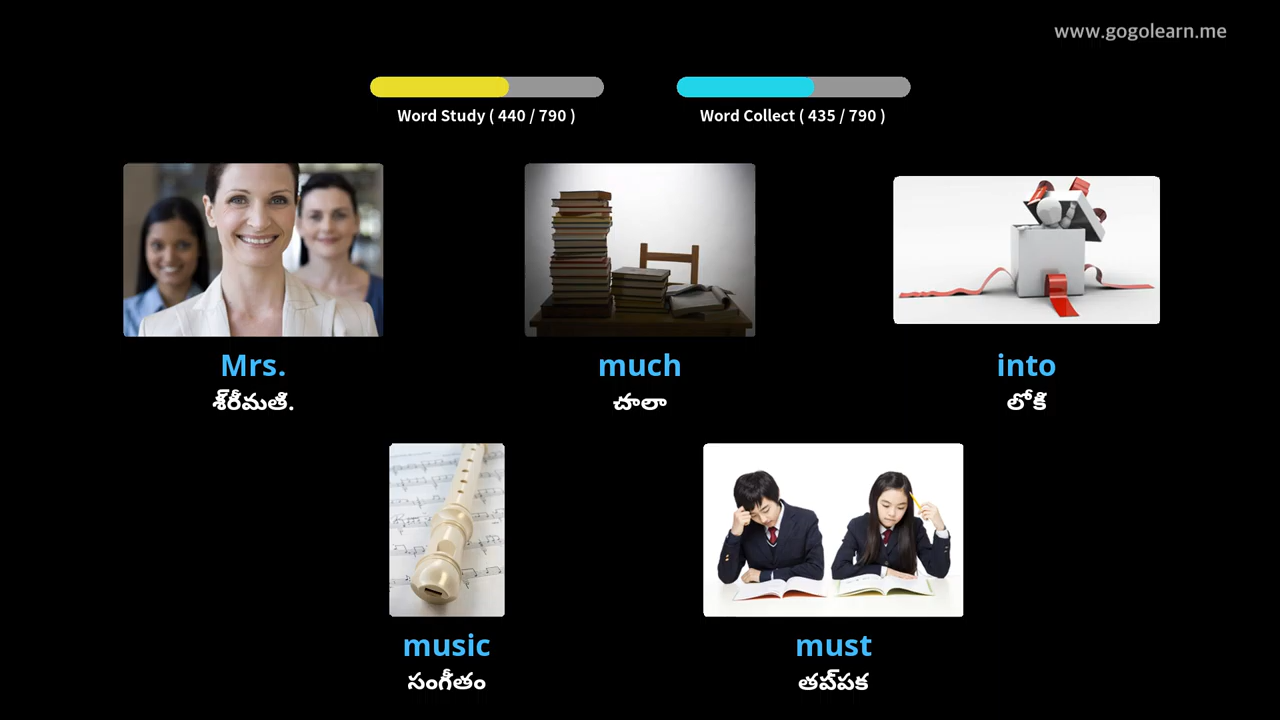 www.gogolearn.me
Word Study ( 440 / 790 )
Word Collect ( 435 / 790 )
Mrs.
శ్రీమతి.
much
చాలా
into
లోకి
music
సంగీతం
must
తప్పక